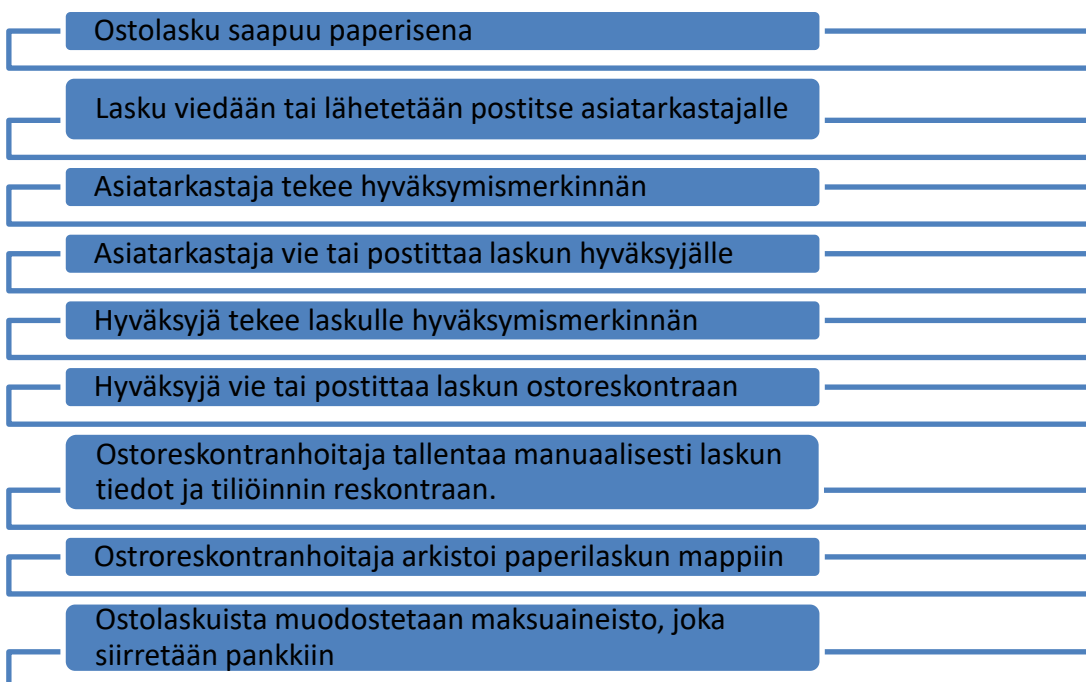 Ostolasku saapuu paperisena
Lasku viedään tai lähetetään postitse asiatarkastajalle
Asiatarkastaja tekee hyväksymismerkinnän
Asiatarkastaja vie tai postittaa laskun hyväksyjälle
Hyväksyjä tekee laskulle hyväksymismerkinnän
Hyväksyjä vie tai postittaa laskun ostoreskontraan
Ostoreskontranhoitaja tallentaa manuaalisesti laskun
tiedot ja tiliöinnin reskontraan.
Ostroreskontranhoitaja arkistoi paperilaskun mappiin
Ostolaskuista muodostetaan maksuaineisto, joka
siirretään pankkiin